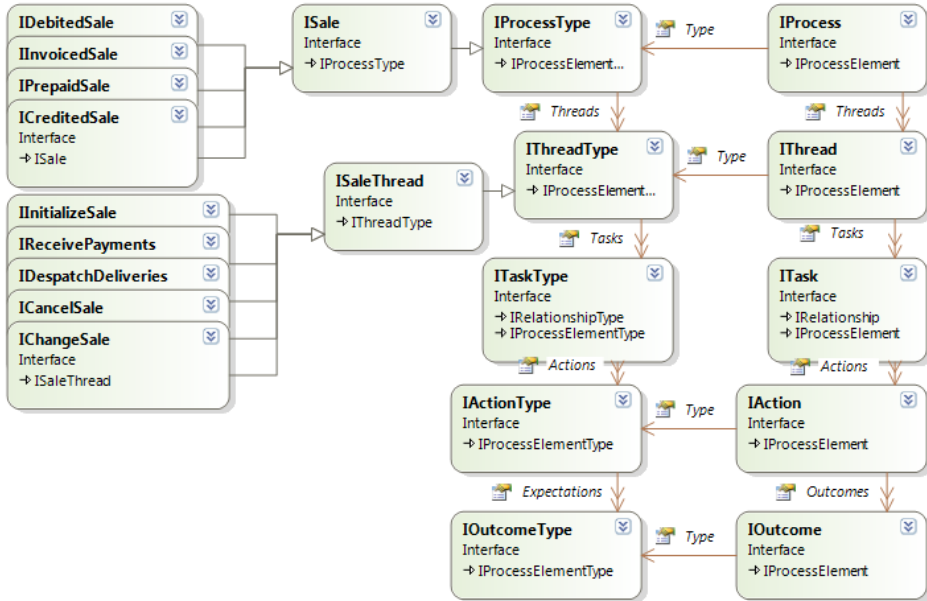 IDebitedSale
IInvoicedSale
IPrepaidSale
ICreditedSale
Interface
ISale
ISale
Interface
IProcessType
IProcessType
Interface
IProcessElement...
Type
IProcess
Interface
IProcessElement
Threads
Threads
IThreadType
Interface
IProcessElement...
Type
IThread
Interface
IProcessElement
ISaleThread
Interface
IThreadType
IInitializeSale
IReceivePayments
IDespatchDeliveries
ICancelSale
IChangeSale
Interface
ISaleThread
Tasks
Tasks
ITaskType
Interface
IRelationshipType
IProcessElementType
ITask
Interface
IRelationship
IProcessElement
Actions
Actions
IActionType
Interface
IProcessElementType
Type
IAction
Interface
IProcessElement
Expectations
Outcomes
IOutcomeType
Interface
IProcessElementType
Type
IOutcome
Interface
IProcessElement